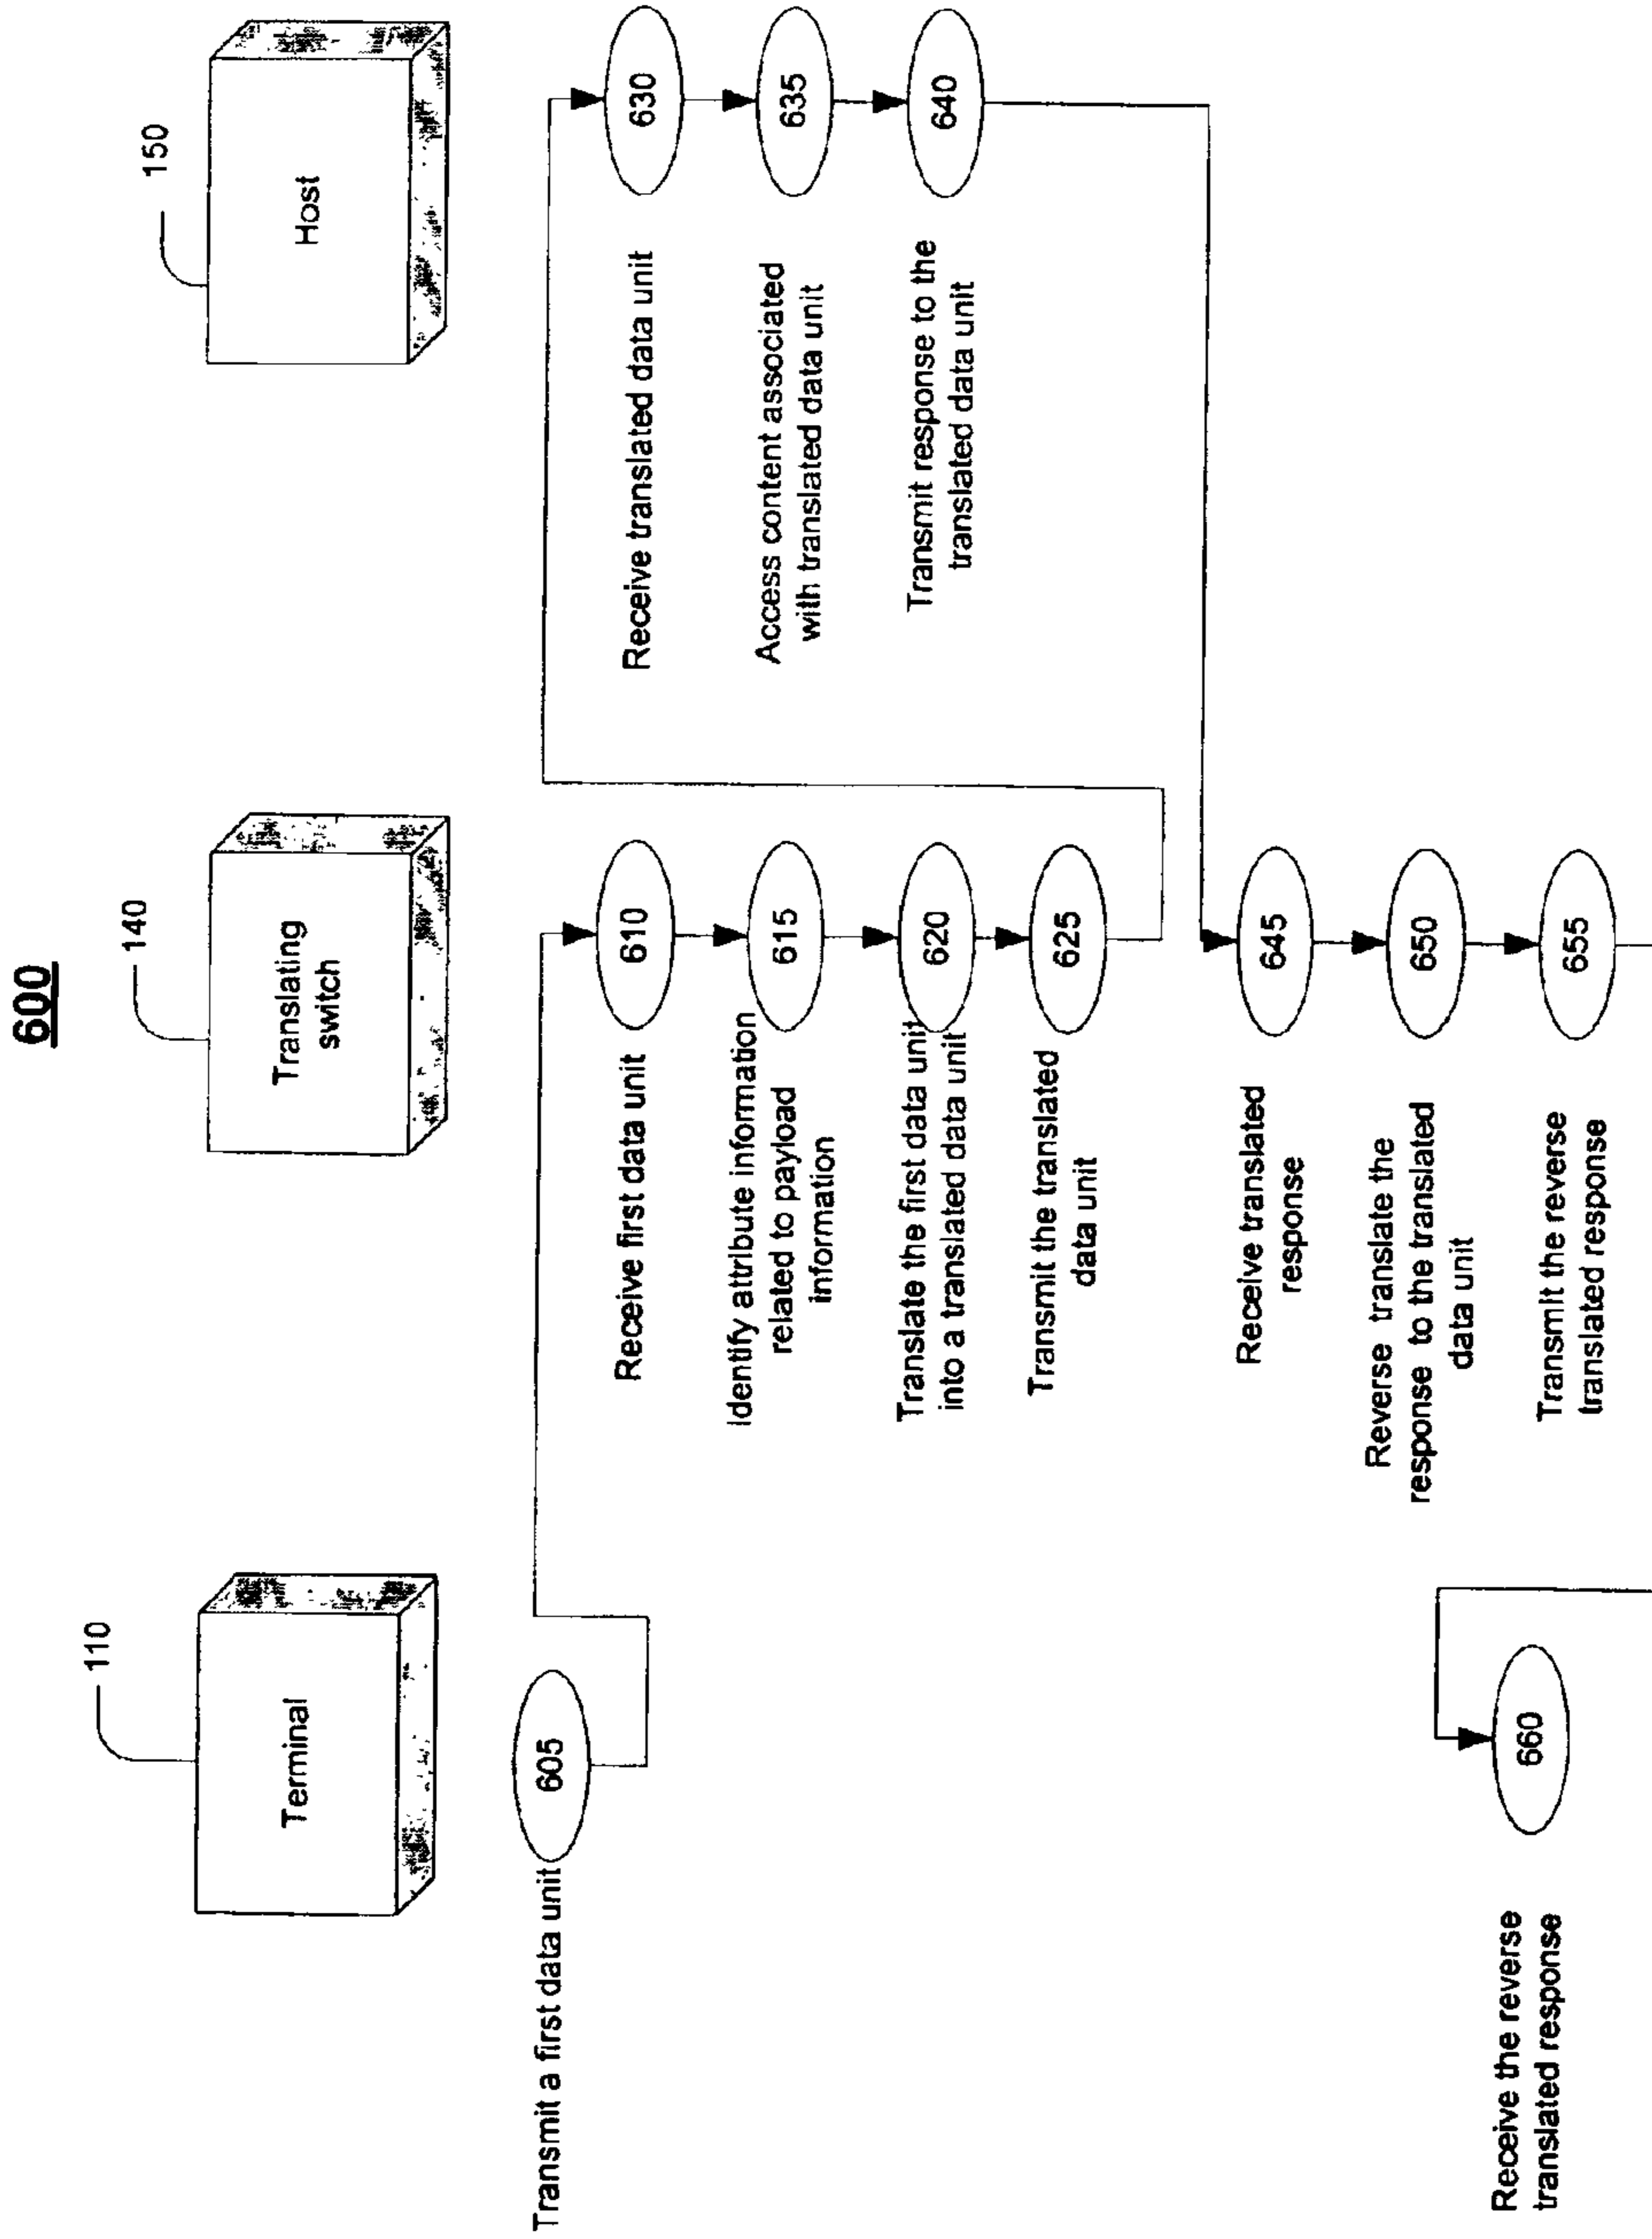 600
110
140
150
Terminal
Translating
switch
Host
Transmit a first data unit
605
Receive first data unit
610
Identify attribute information
related to payload
information
615
Translate the first data unit
into a translated data unit
620
Transmit the translated
data unit
625
Receive translated data unit
630
Access content associated
with translated data unit
635
Transmit response to the
translated data unit
640
Receive translated
response
645
Reverse translate the
response to the translated
data unit
650
Transmit the reverse
translated response
655
Receive the reverse
translated response
660